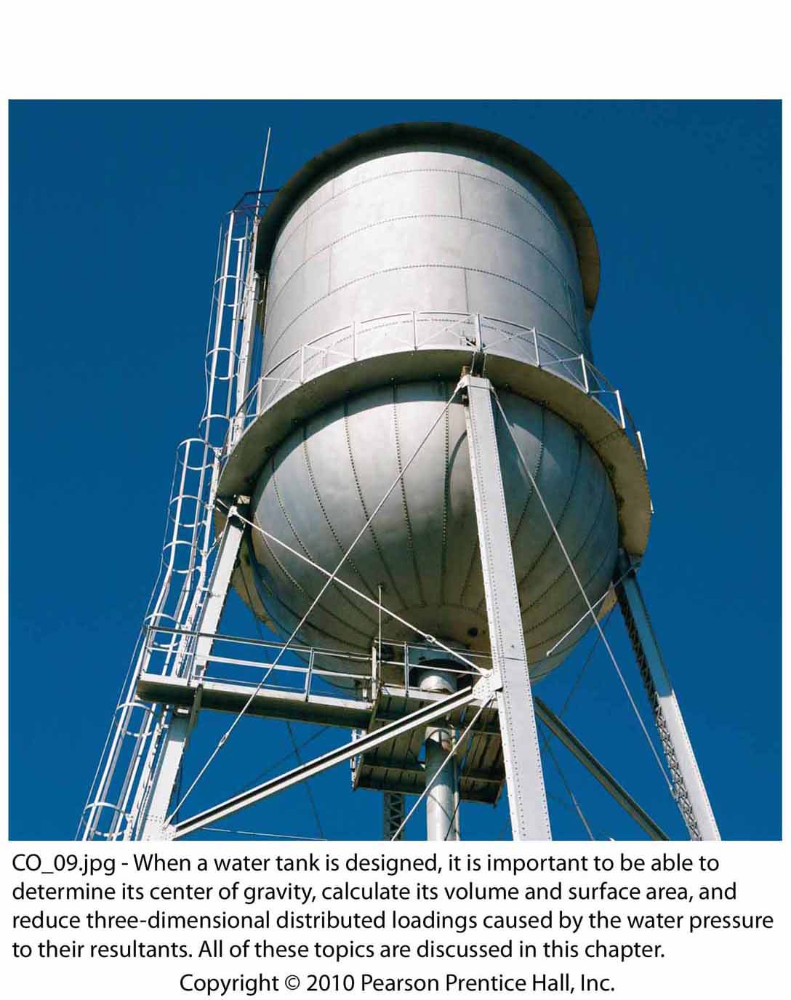 CO_09.jpg - When a water tank is designed, it is important to be able to
determine its center of gravity, calculate its volume and surface area, and
reduce three-dimensional distributed loadings caused by the water pressure
to their resultants. All of these topics are discussed in this chapter.
Copyright © 2010 Pearson Prentice Hall, Inc.